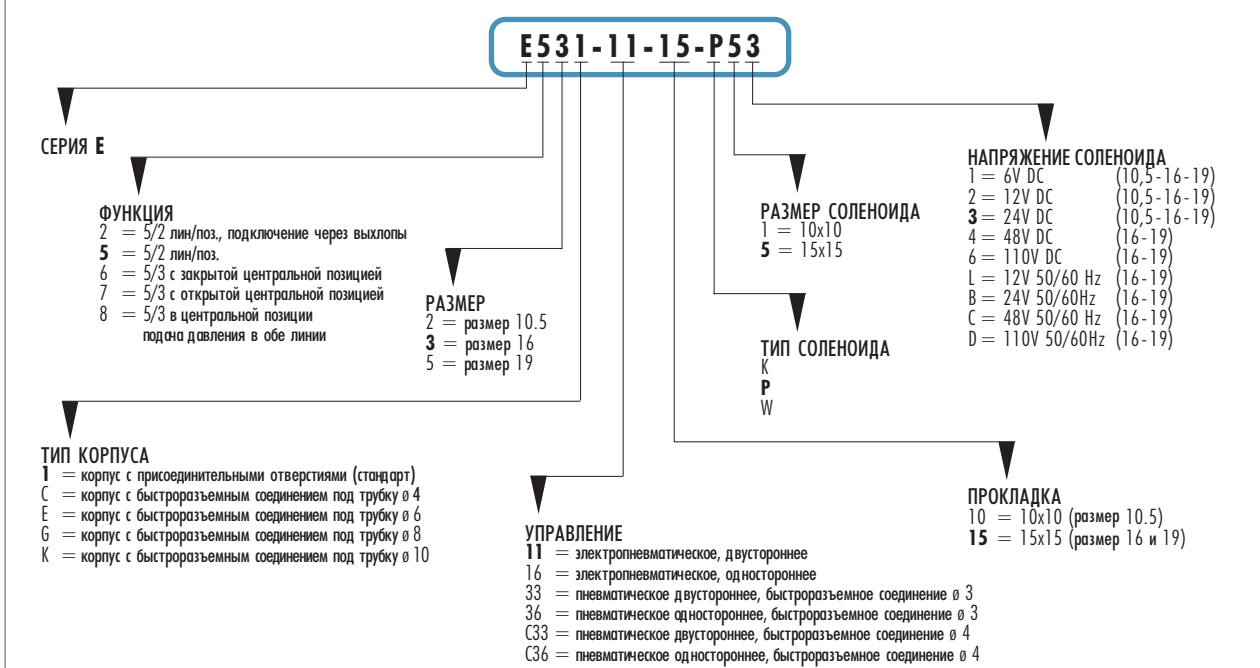 E531-11-15-P53
СЕРИЯ E
ФУНКЦИЯ
2 = 5/2 лин/поз., подключение через выхлопы
5 = 5/2 лин/поз.
6 = 5/3 с закрытой центральной позицией
7 = 5/3 с открытой центральной позицией
8 = 5/3 в центральной позиции
подача давления в обе линии
РАЗМЕР
2 = размер 10.5
3 = размер 16
5 = размер 19
РАЗМЕР СОЛЕНОИДА
1 = 10x10
5 = 15x15
ТИП СОЛЕНОИДА
K
P
W
НАПРЯЖЕНИЕ СОЛЕНОИДА
1 = 6V DC (10,5-16-19)
2 = 12V DC (10,5-16-19)
3 = 24V DC (10,5-16-19)
4 = 48V DC (16-19)
6 = 110V DC (16-19)
L = 12V 50/60 Hz (16-19)
B = 24V 50/60Hz (16-19)
C = 48V 50/60 Hz (16-19)
D = 110V 50/60Hz (16-19)
ТИП КОРПУСА
1 = корпус с присоединительными отверстиями (стандарт)
C = корпус с быстроразъемным соединением под трубку ø 4
E = корпус с быстроразъемным соединением под трубку ø 6
G = корпус с быстроразъемным соединением под трубку ø 8
K = корпус с быстроразъемным соединением под трубку ø 10
УПРАВЛЕНИЕ
11 = электропневматическое, двустороннее
16 = электропневматическое, одностороннее
33 = пневматическое двустороннее, быстроразъемное соединение ø 3
36 = пневматическое одностороннее, быстроразъемное соединение ø 3
C33 = пневматическое двустороннее, быстроразъемное соединение ø 4
C36 = пневматическое одностороннее, быстроразъемное соединение ø 4
ПРОКЛАДКА
10 = 10x10 (размер 10.5)
15 = 15x15 (размер 16 и 19)